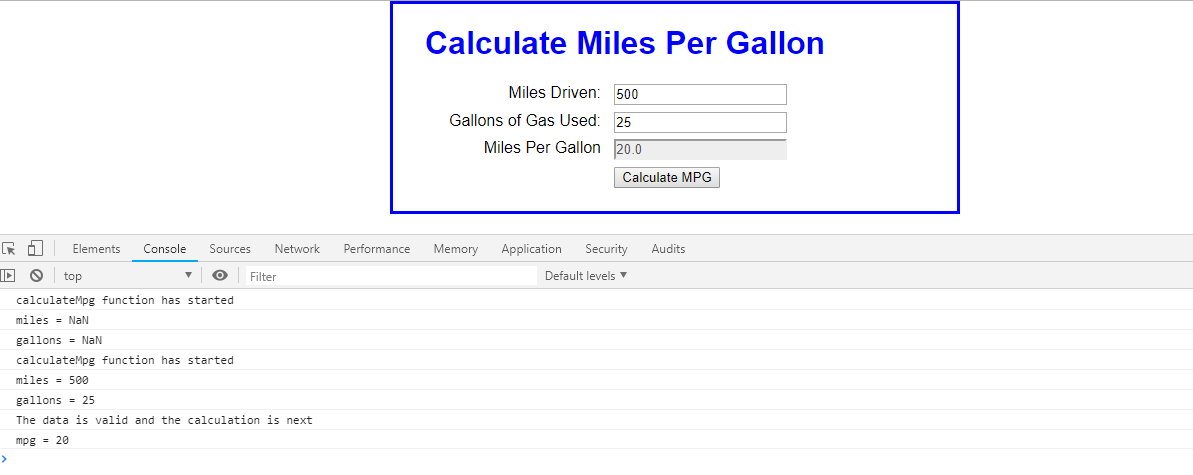 Calculate Miles Per Gallon
Miles Driven: 500
Gallons of Gas Used: 25
Miles Per Gallon 20.0
Calculate MPG
Elements Console Sources Network Performance Memory Application Security Audits
top ▼ Filter Default levels ▼
calculateMpg function has started
miles = NaN
gallons = NaN
calculateMpg function has started
miles = 500
gallons = 25
The data is valid and the calculation is next
mpg = 20
>